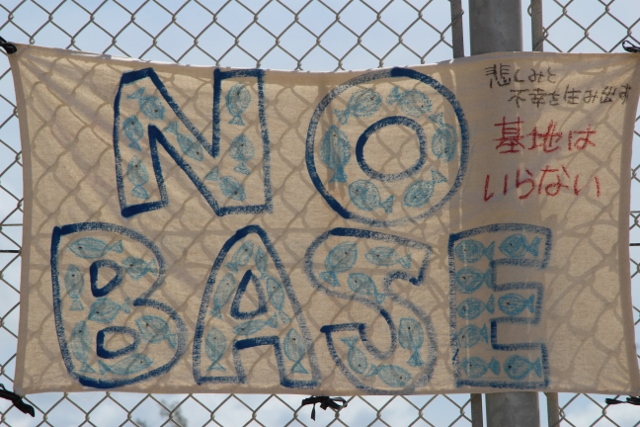 NO
BASE
悲しみと
不幸を生み出す
基地は
いらない